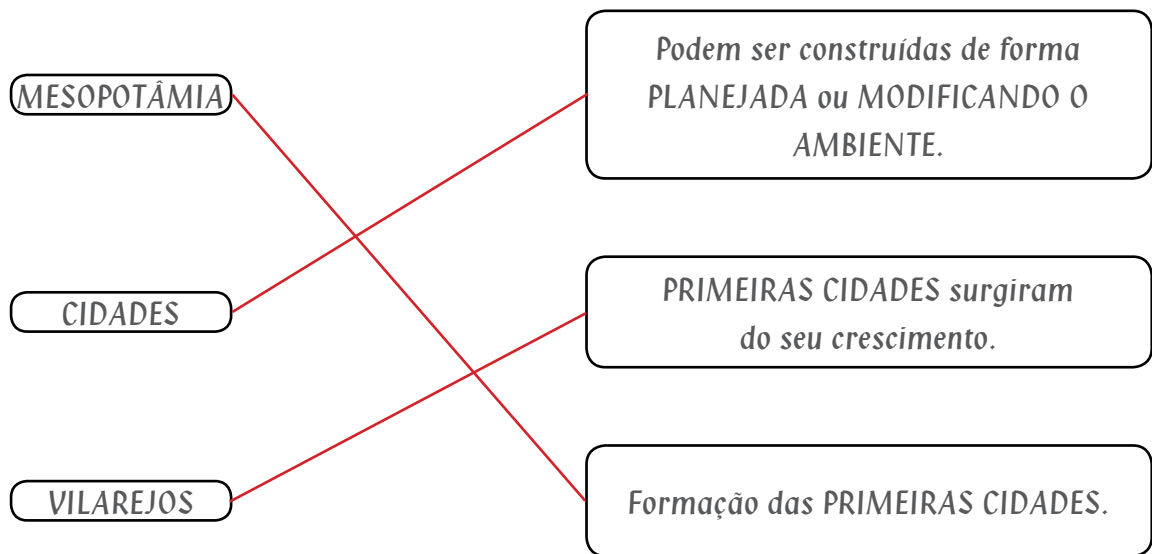 MESOPOTÂMIA
CIDADES
VILAREJOS
Podem ser construídas de forma
PLANEJADA ou MODIFICANDO O
AMBIENTE.
PRIMEIRAS CIDADES surgiram
do seu crescimento.
Formação das PRIMEIRAS CIDADES.